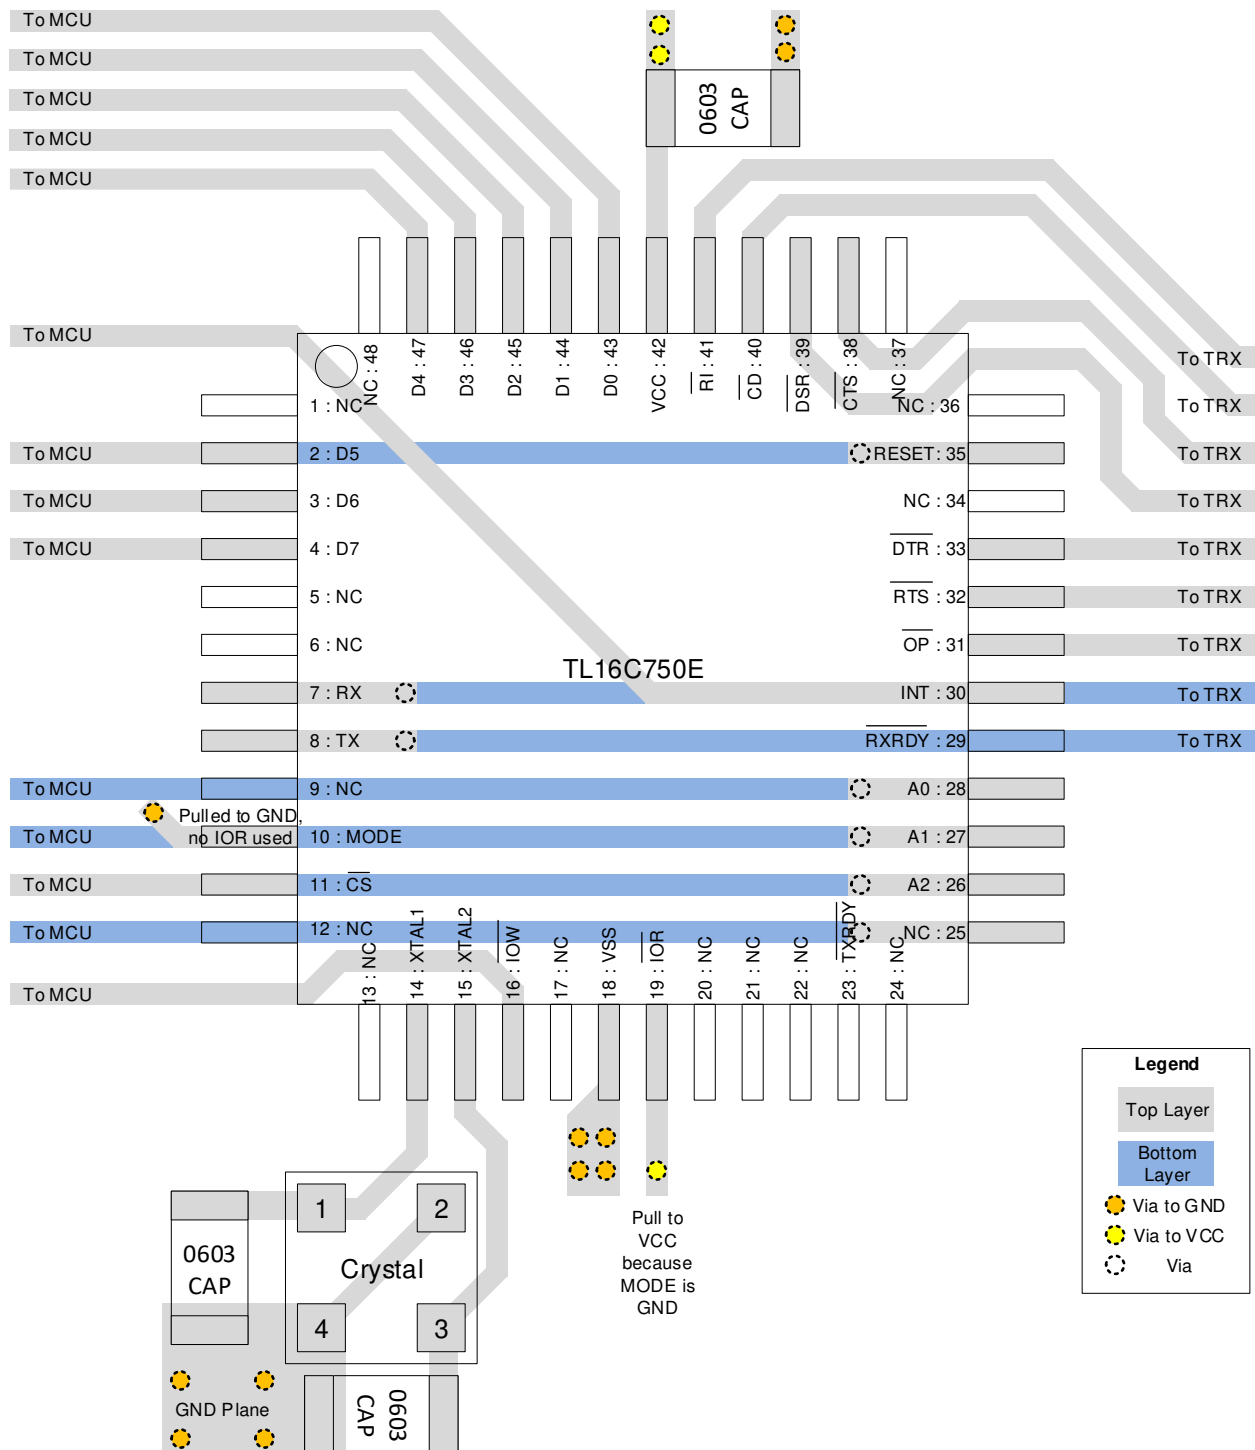 To MCU
To MCU
To MCU
To MCU
To MCU
0603
CAP
To MCU
NC : 48
D4 : 47
D3 : 46
D2 : 45
D1 : 44
D0 : 43
VCC : 42
RI : 41
CD : 40
DSR : 39
CTS : 38
NC : 37
To TRX
1 : NC
NC : 36
To TRX
To MCU
2 : D5
RESET : 35
To TRX
To MCU
3 : D6
NC : 34
To TRX
To MCU
4 : D7
DTR : 33
To TRX
5 : NC
RTS : 32
To TRX
6 : NC
OP : 31
To TRX
TL16C750E
7 : RX
INT : 30
To TRX
8 : TX
RXRDY : 29
To TRX
To MCU
9 : NC
A0 : 28
Pulled to GND,
no IOR used
To MCU
10 : MODE
A1 : 27
To MCU
11 : CS
A2 : 26
To MCU
12 : NC
NC : 25
To MCU
13 : NC
14 : XTAL1
15 : XTAL2
16 : IOW
17 : NC
18 : VSS
19 : IOR
20 : NC
21 : NC
22 : NC
23 : TXRDY
24 : NC
Legend
Top Layer
Bottom
Layer
Via to GND
Via to VCC
Via
Pull to
VCC
because
MODE is
GND
1
2
0603
CAP
Crystal
4
3
GND Plane
0603
CAP